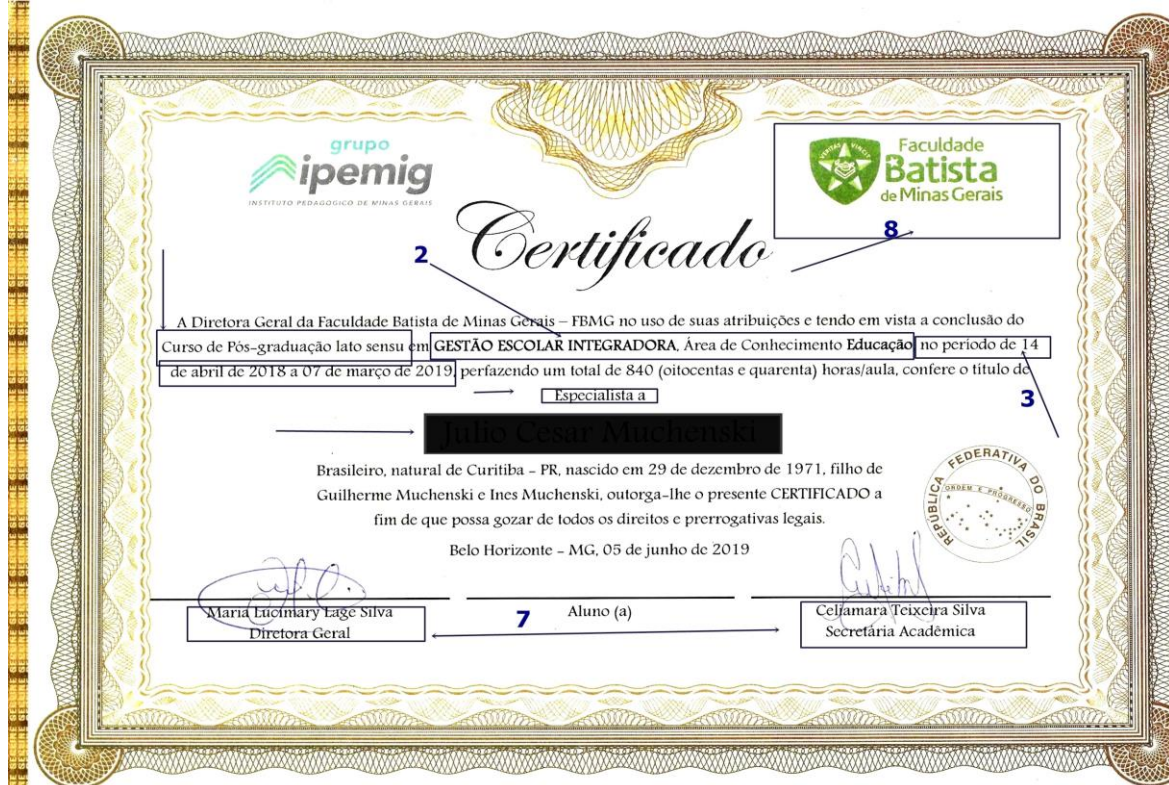 grupo
ipemig
INSTITUTO PEDAGOGICO DE MINAS GERAIS
VERITAS VINCIT
Faculdade
Batista
de Minas Gerais
8
Certificado
2
A Diretora Geral da Faculdade Batista de Minas Gerais – FBMG no uso de suas atribuições e tendo em vista a conclusão do
Curso de Pós-graduação lato sensu em GESTÃO ESCOLAR INTEGRADORA, Área de Conhecimento Educação, no período de 14
de abril de 2018 a 07 de março de 2019, perfazendo um total de 840 (oitocentas e quarenta) horas/aula, confere o título de
Especialista a
3
Julio Cesar Muchenski
Brasileiro, natural de Curitiba - PR, nascido em 29 de dezembro de 1971, filho de
Guilherme Muchenski e Ines Muchenski, outorga-lhe o presente CERTIFICADO a
fim de que possa gozar de todos os direitos e prerrogativas legais.
REPÚBLICA FEDERATIVA DO BRASIL
ORDEM E PROGRESSO
Belo Horizonte - MG, 05 de junho de 2019
Maria Lucimary Lage Silva
Diretora Geral
7
Aluno (a)
Celiamara Teixeira Silva
Secretária Acadêmica